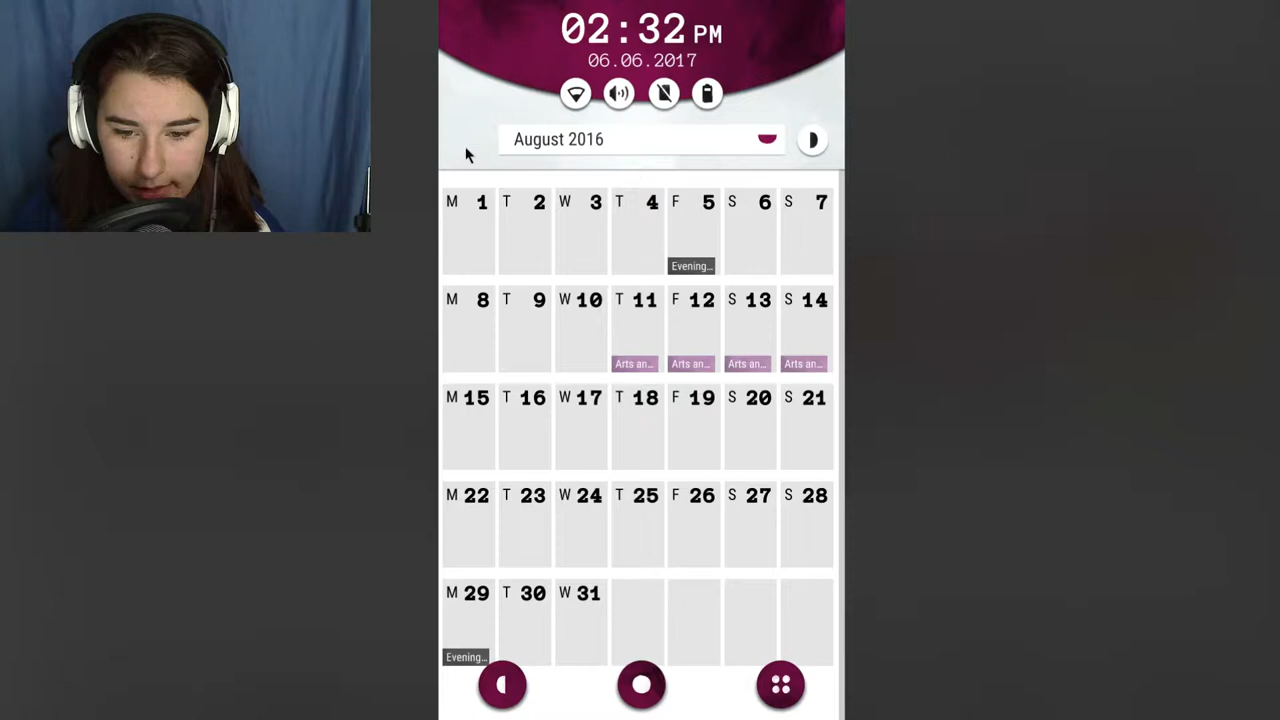 02:32 PM
06.06.2017
August 2016
M 1 T 2 W 3 T 4 F 5 S 6 S 7
Evening...
M 8 T 9 W 10 T 11 F 12 S 13 S 14
Arts an... Arts an... Arts an... Arts an...
M 15 T 16 W 17 T 18 F 19 S 20 S 21
M 22 T 23 W 24 T 25 F 26 S 27 S 28
M 29 T 30 W 31
Evening...